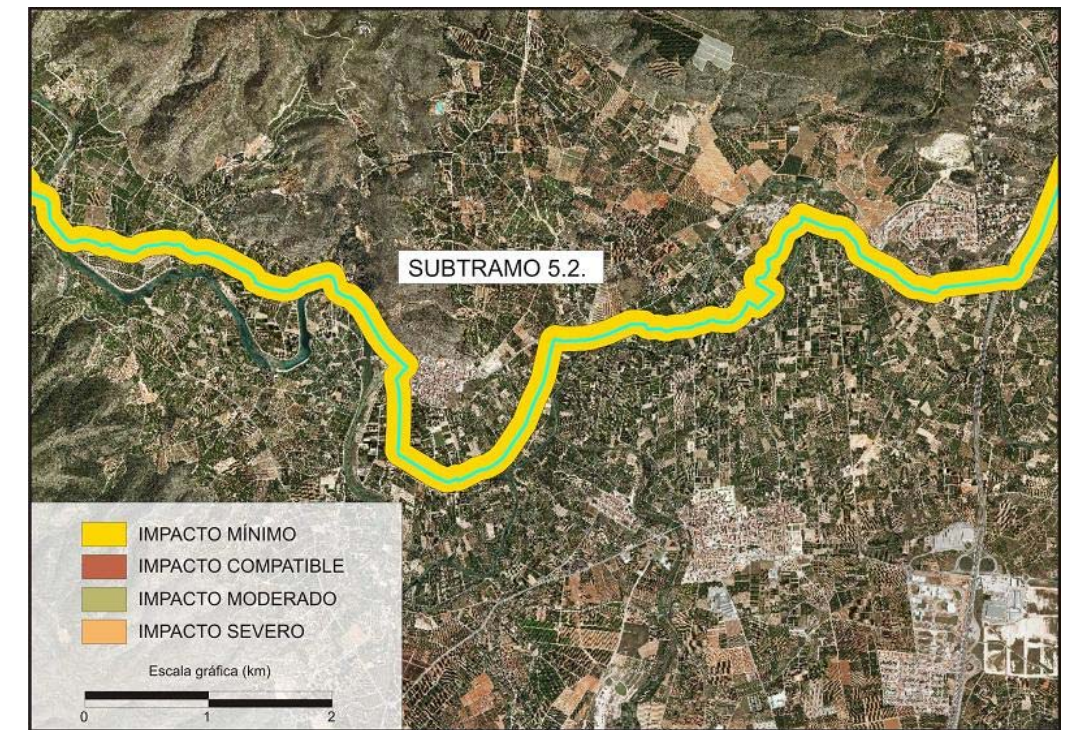 SUBTRAMO 5.2.
IMPACTO MÍNIMO
IMPACTO COMPATIBLE
IMPACTO MODERADO
IMPACTO SEVERO
Escala gráfica (km)
0 1 2